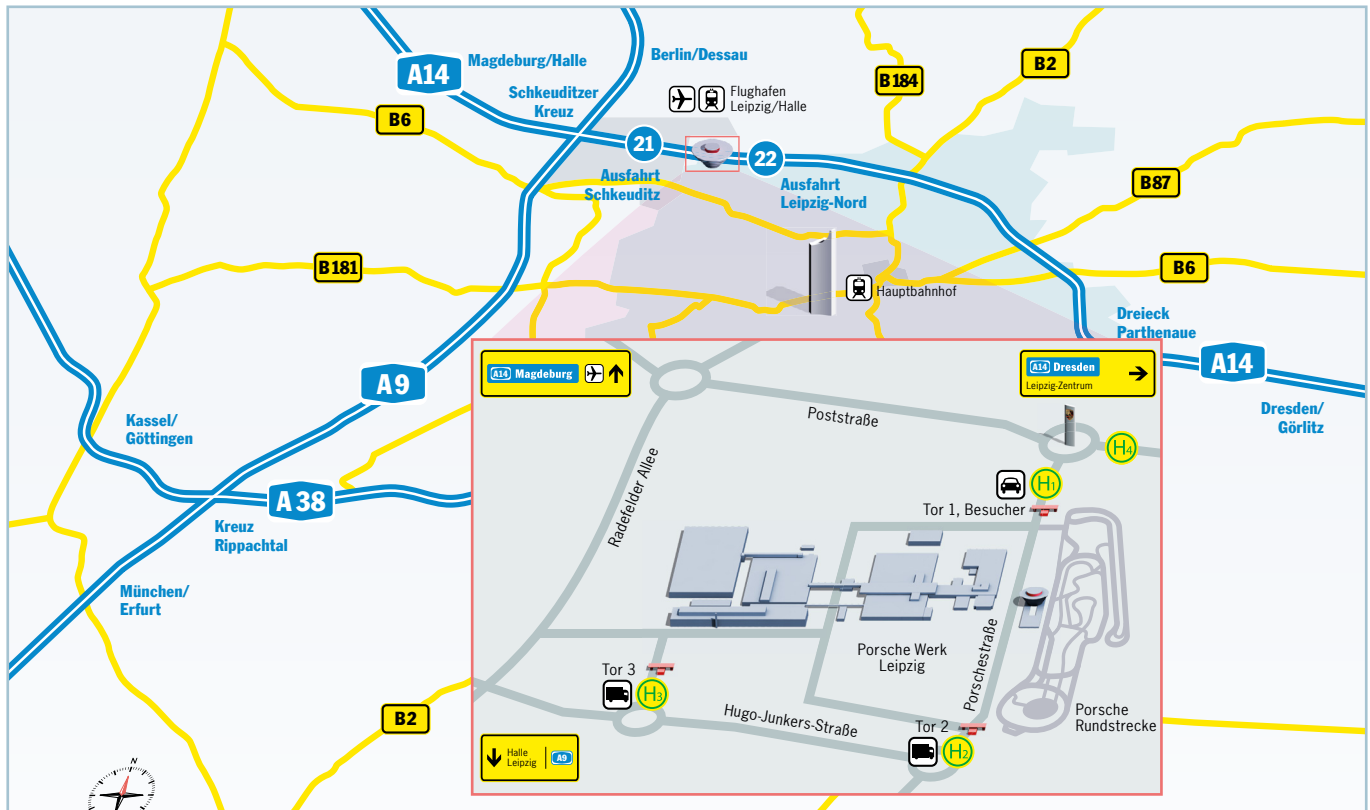 A14
Magdeburg/Halle
Berlin/Dessau
Schkeuditzer
Kreuz
Flughafen
Leipzig/Halle
B184
B2
B6
21
22
Ausfahrt
Schkeuditz
Ausfahrt
Leipzig-Nord
B87
B181
B6
Hauptbahnhof
Dreieck
Parthenaue
A9
A14
Kassel/
Göttingen
Dresden/
Görlitz
A38
Kreuz
Rippachtal
München/
Erfurt
B2
N
A14 Magdeburg
A14 Dresden
Leipzig-Zentrum
Poststraße
H4
Radefelder Allee
H1
Tor 1, Besucher
Porsche Werk
Leipzig
Porschestraße
Tor 3
H3
Hugo-Junkers-Straße
Tor 2
H2
Porsche
Rundstrecke
Halle
Leipzig
A9